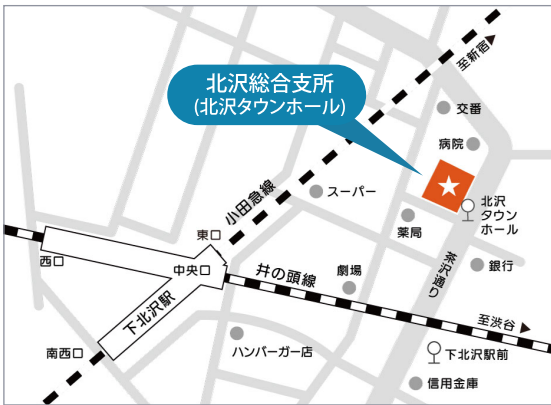 至新宿
北沢総合支所
(北沢タウンホール)
交番
病院
小田急線
スーパー
北沢
タウン
ホール
薬局
東口
西口
中央口
井の頭線
劇場
茶沢通り
銀行
下北沢駅
至渋谷
南西口
ハンバーガー店
下北沢駅前
信用金庫